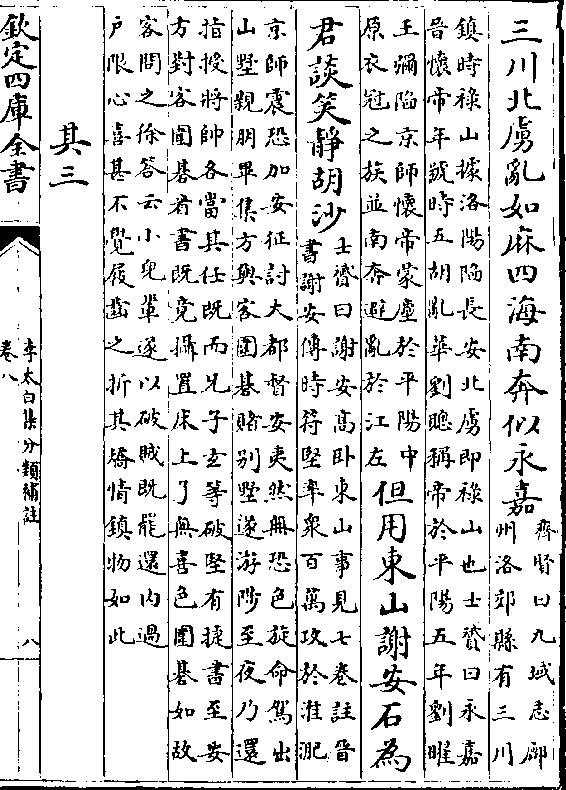 三川北虜亂如麻四海南奔似永嘉
齊賢曰九域志鄜
州洛郊縣有三川
鎮時祿山據洛陽陷長安北虜即祿山也士贇曰永嘉
晉懷帝年號時五胡亂華劉聰稱帝於平陽五年劉曜
王彌陷京師懷帝蒙塵於平陽中
原衣冠之族並南奔避亂於江左
但用東山謝安石為
君談笑靜胡沙
士贇曰謝安高卧東山事見七卷註晉
書謝安傳時符堅率衆百萬攻於淮淝
京師震恐加安征討大都督安夷然無恐色旋命駕出
山墅親朋畢集方與客圍碁賭别墅遂游陟至夜乃還
指授將帥各當其任既而兄子玄等破堅有捷書至安
方對客圍碁看書既竟攝置床上了無喜色圍碁如故
客問之徐答云小兒輩遂以破賊既罷還内過
户限心喜甚不覺屐齒之折其矯情鎮物如此
其三
欽定四庫全書
李太白集分類補註
卷八
八